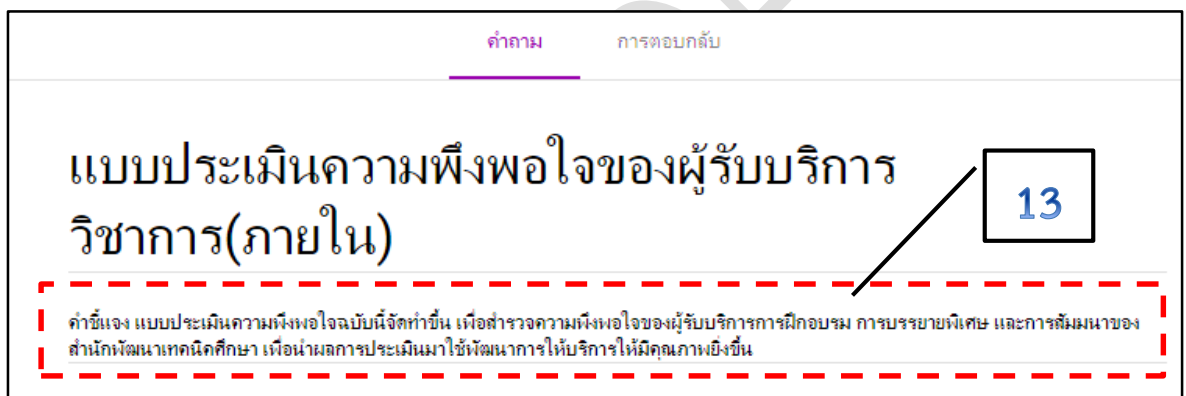 คำถาม การตอบกลับ
แบบประเมินความพึงพอใจของผู้รับบริการ
วิชาการ(ภายใน)
13
คำชี้แจง แบบประเมินความพึงพอใจฉบับนี้จัดทำขึ้น เพื่อสำรวจความพึงพอใจของผู้รับบริการการฝึกอบรม การบรรยายพิเศษ และการสัมมนาของ
สำนักพัฒนาเทคนิคศึกษา เพื่อนำผลการประเมินมาใช้พัฒนาการให้บริการให้มีคุณภาพยิ่งขึ้น